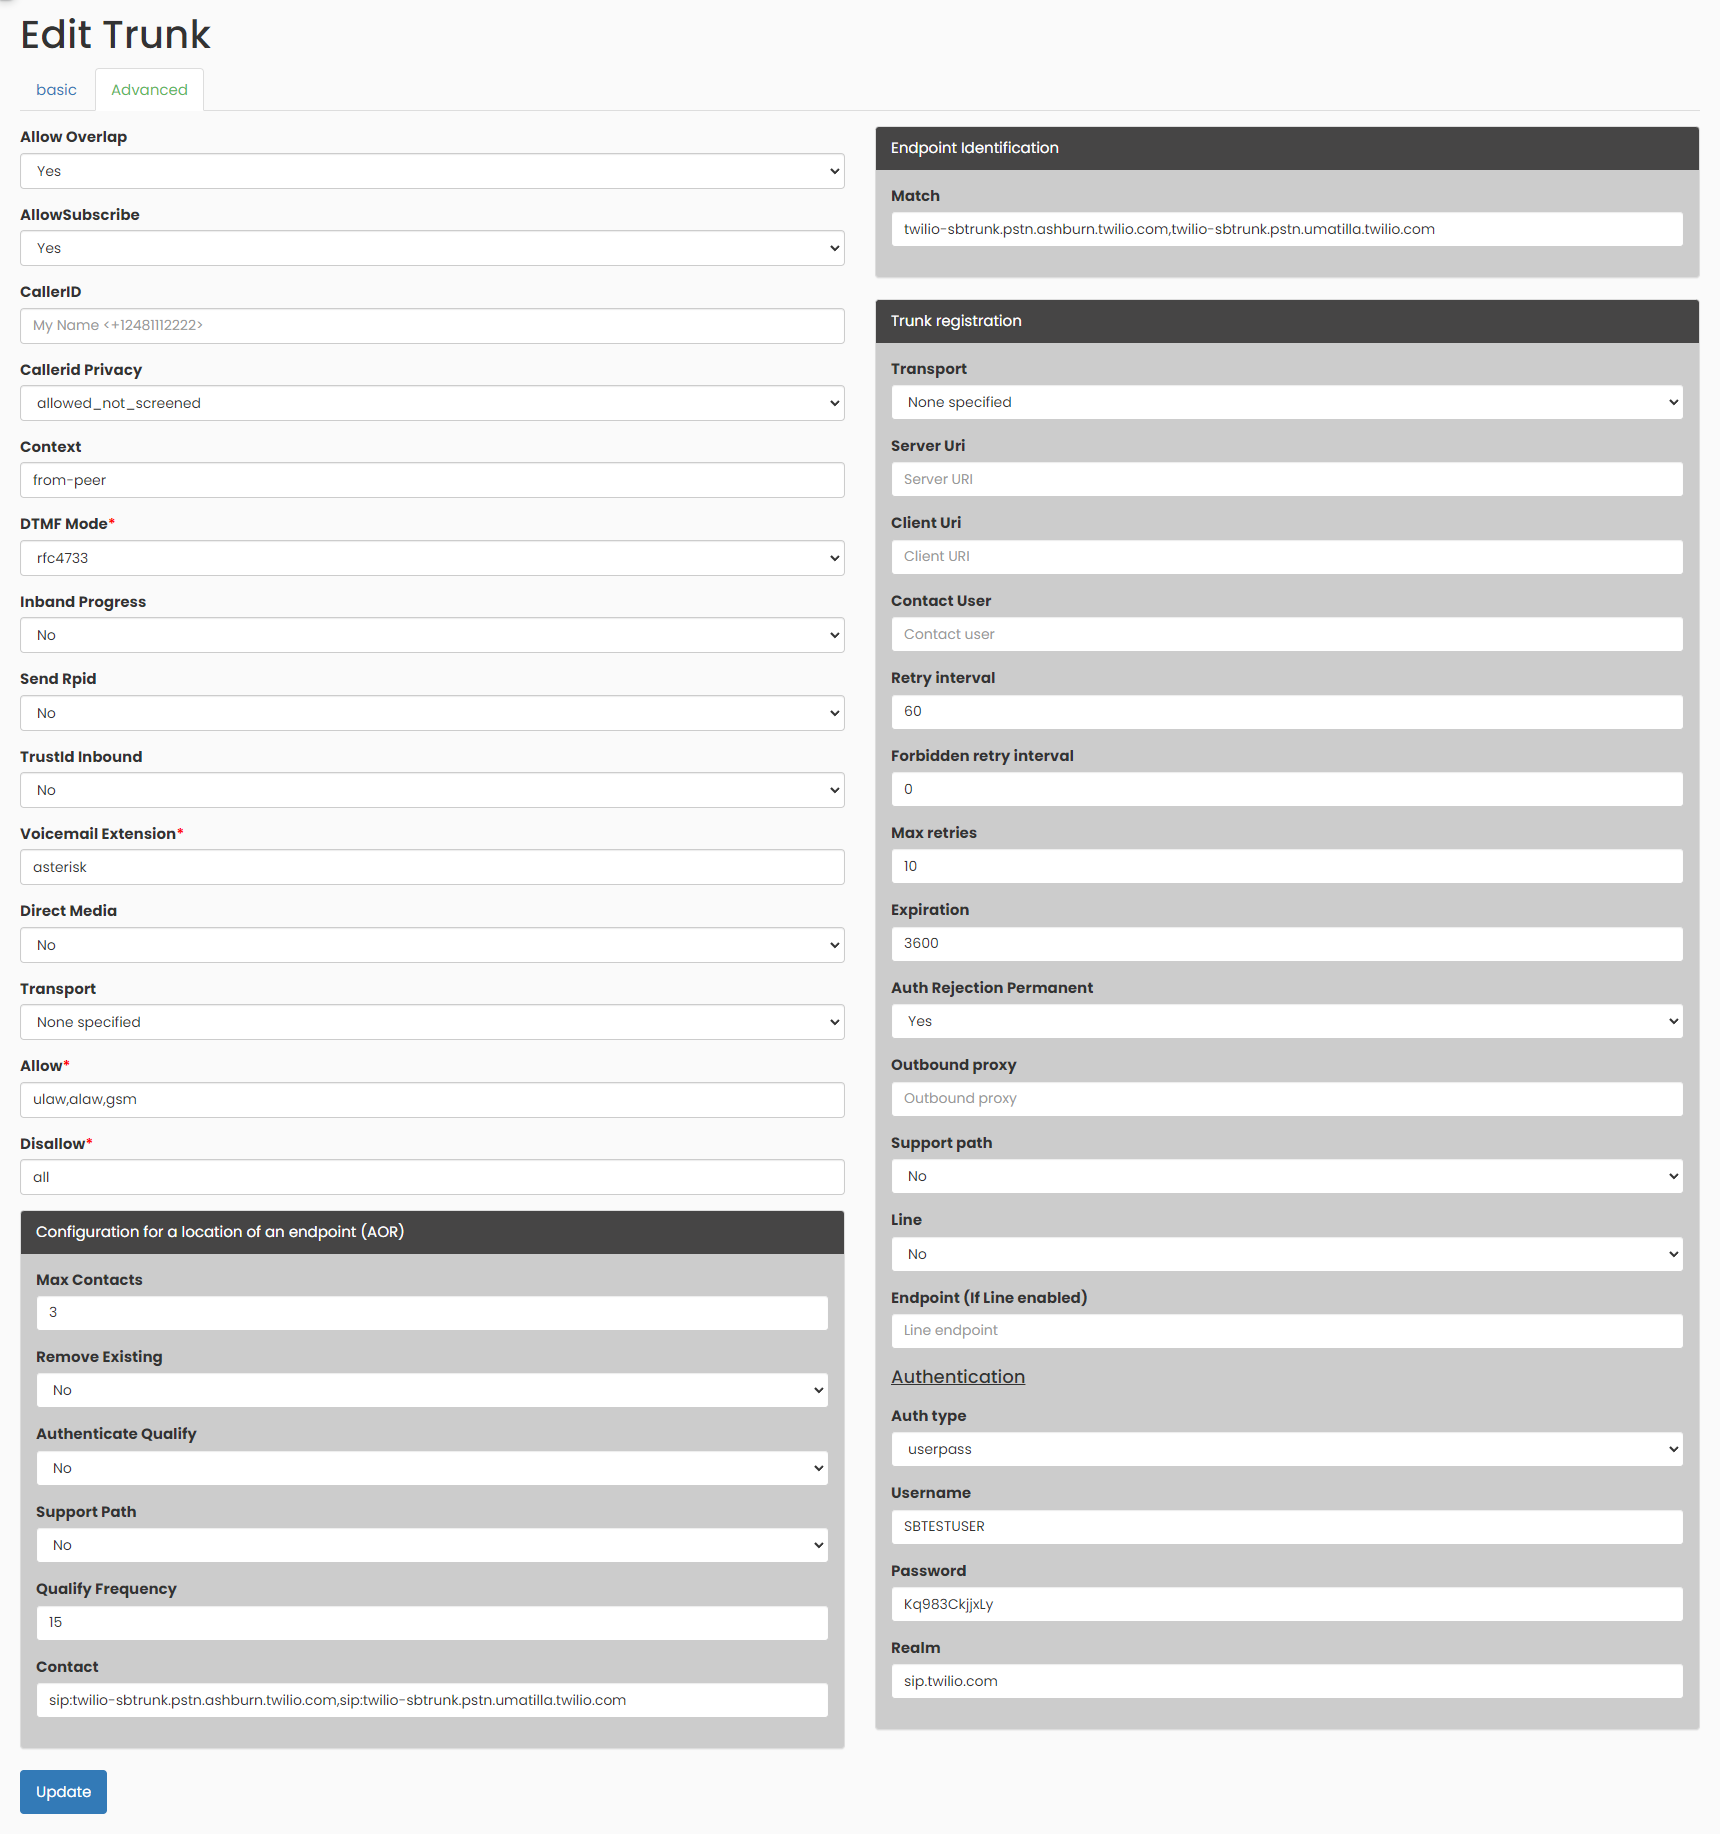 Edit Trunk
basic
Advanced
Allow Overlap
Yes
AllowSubscribe
Yes
CallerID
My Name <+12481112222>
Callerid Privacy
allowed_not_screened
Context
from-peer
DTMF Mode*
rfc4733
Inband Progress
No
Send Rpid
No
TrustId Inbound
No
Voicemail Extension*
asterisk
Direct Media
No
Transport
None specified
Allow*
ulaw,alaw,gsm
Disallow*
all
Configuration for a location of an endpoint (AOR)
Max Contacts
3
Remove Existing
No
Authenticate Qualify
No
Support Path
No
Qualify Frequency
15
Contact
sip:twilio-sbtrunk.pstn.ashburn.twilio.com,sip:twilio-sbtrunk.pstn.umatilla.twilio.com
Update
Endpoint Identification
Match
twilio-sbtrunk.pstn.ashburn.twilio.com,twilio-sbtrunk.pstn.umatilla.twilio.com
Trunk registration
Transport
None specified
Server Uri
Server URI
Client Uri
Client URI
Contact User
Contact user
Retry interval
60
Forbidden retry interval
0
Max retries
10
Expiration
3600
Auth Rejection Permanent
Yes
Outbound proxy
Outbound proxy
Support path
No
Line
No
Endpoint (If Line enabled)
Line endpoint
Authentication
Auth type
userpass
Username
SBTESTUSER
Password
Kq983CkjjxLy
Realm
sip.twilio.com